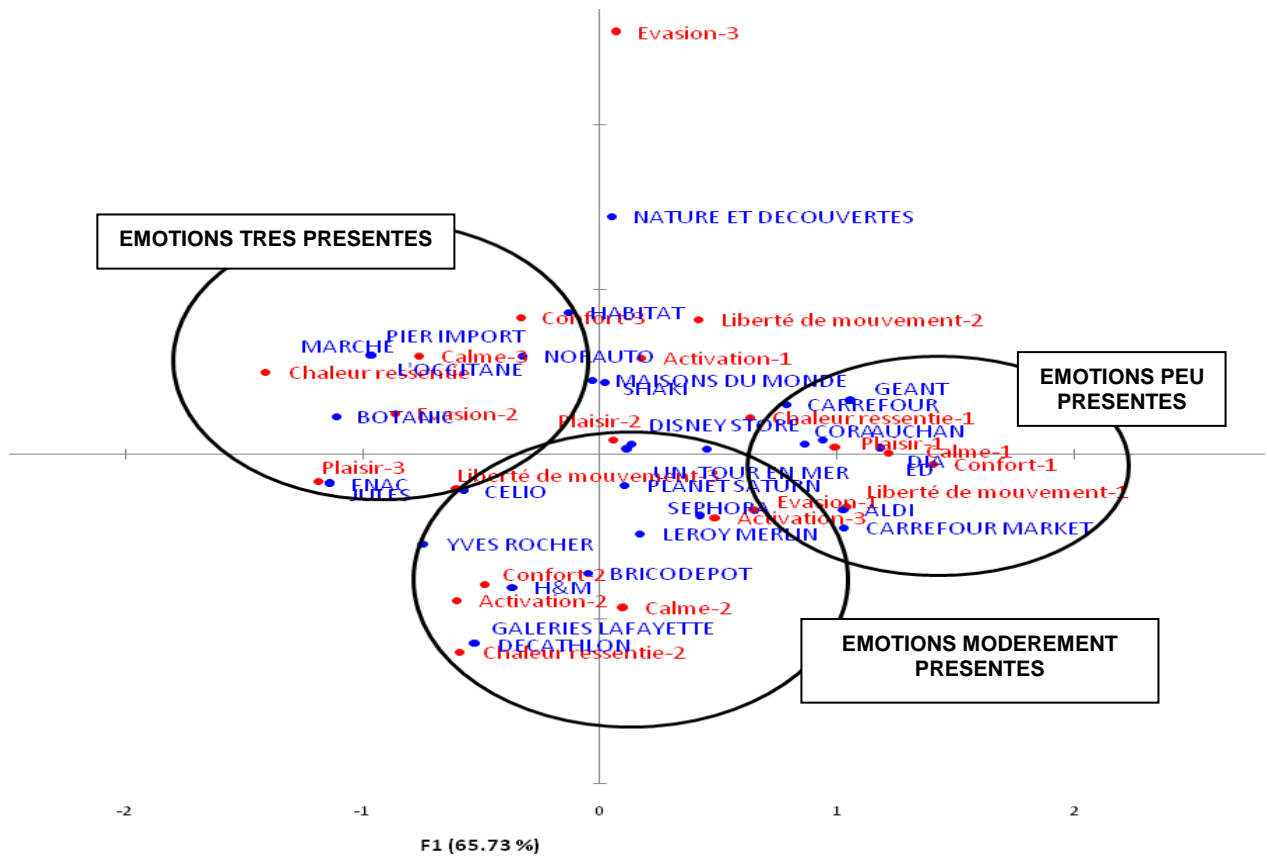 Evasion-3
NATURE ET DECOUVERTES
EMOTIONS TRES PRESENTES
HABITAT
Confort-3
Liberté de mouvement-2
PIER IMPORT
MARCHE
Calme-3
NORAUTO
Activation-1
L'OCCITANE
Chaleur ressentie
MAISONS DU MONDE
SHAKI
GEANT
EMOTIONS PEU
PRESENTES
CARREFOUR
BOTANIC
Evasion-2
Plaisir-2
Chaleur ressentie-1
DISNEY STORE
CORA
AUCHAN
Plaisir-1
Calme-1
DIA
Confort-1
ED
Plaisir-3
FNAC
JULES
Liberté de mouvement-3
CELIO
UN TOUR EN MER
PLANET SATURN
Liberté de mouvement-1
SEPHORA
Evasion-1
Activation-3
ALDI
CARREFOUR MARKET
LEROY MERLIN
YVES ROCHER
Confort-2
H&M
BRICODEPOT
Activation-2
Calme-2
GALERIES LAFAYETTE
DECATHLON
Chaleur ressentie-2
EMOTIONS MODEREMENT
PRESENTES
-2 -1 0 1 2
F1 (65.73 %)